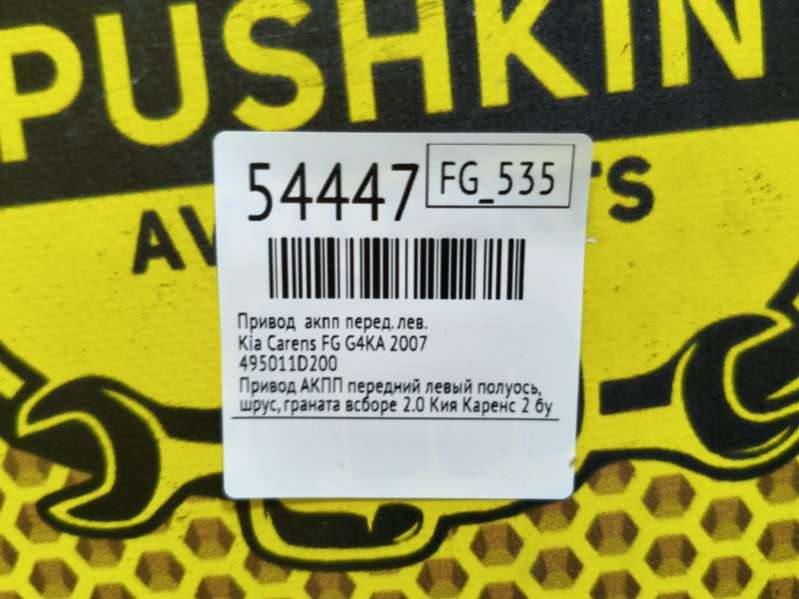 PUSHKIN
AV
TS
54447
FG_535
Привод акпп перед. лев.
Kia Carens FG G4KA 2007
495011D200
Привод АКПП передний левый полуось,
шрус, граната всборе 2.0 Кия Каренс 2 бу